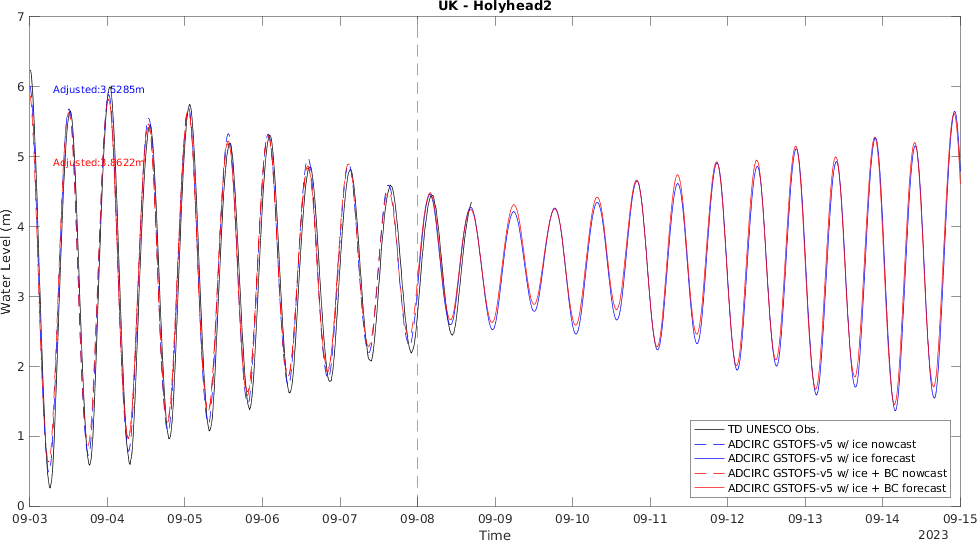 UK - Holyhead2
7
6
5
4
3
2
1
0
Water Level (m)
Adjusted:3.5285m
Adjusted:3.8622m
TD UNESCO Obs.
ADCIRC GSTOFS-v5 w/ ice nowcast
ADCIRC GSTOFS-v5 w/ ice forecast
ADCIRC GSTOFS-v5 w/ ice + BC nowcast
ADCIRC GSTOFS-v5 w/ ice + BC forecast
09-03 09-04 09-05 09-06 09-07 09-08 09-09 09-10 09-11 09-12 09-13 09-14 09-15
Time
2023